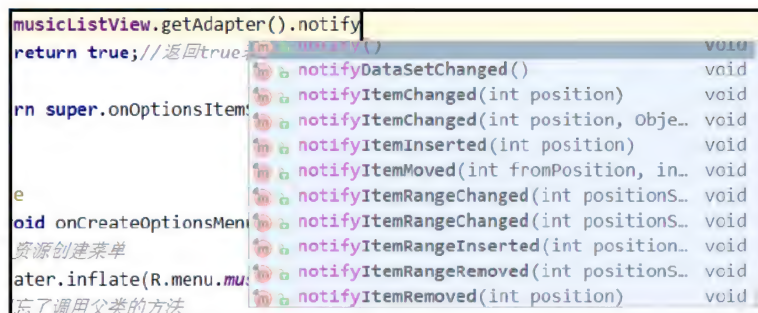 musicListView.getAdapter().notify
return true;//返回true
notify() void
notifyDataSetChanged() void
rn super.onOptionsItem
notifyItemChanged(int position) void
notifyItemChanged(int position, Obje… void
notifyItemInserted(int position) void
notifyItemMoved(int fromPosition, in… void
e
notifyItemRangeChanged(int positionS… void
oid onCreateOptionsMen
notifyItemRangeChanged(int positionS… void
资源创建菜单
notifyItemRangeInserted(int position… void
ater.inflate(R.menu.mu
notifyItemRangeRemoved(int positionS… void
忘了调用父类的方法
notifyItemRemoved(int position) void